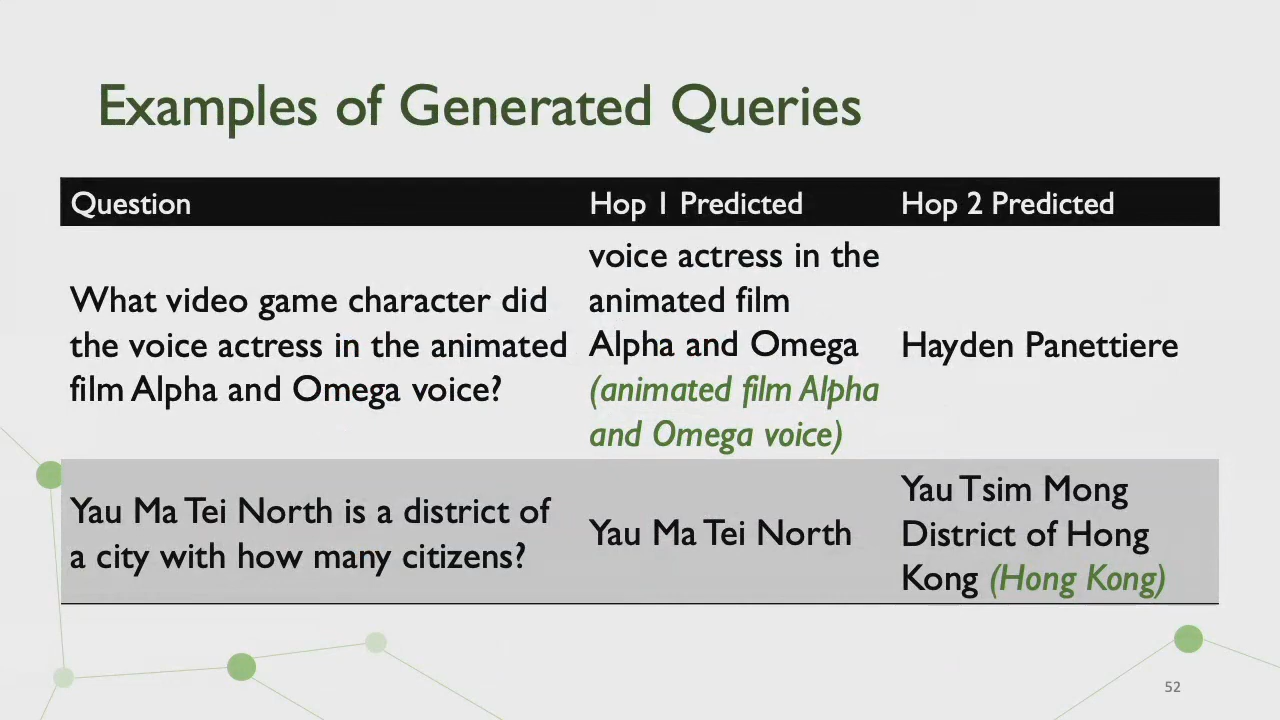 Examples of Generated Queries
Question
Hop 1 Predicted
Hop 2 Predicted
What video game character did
the voice actress in the animated
film Alpha and Omega voice?
voice actress in the
animated film
Alpha and Omega
(animated film Alpha
and Omega voice)
Hayden Panettiere
Yau Ma Tei North is a district of
a city with how many citizens?
Yau Ma Tei North
Yau Tsim Mong
District of Hong
Kong (Hong Kong)
52